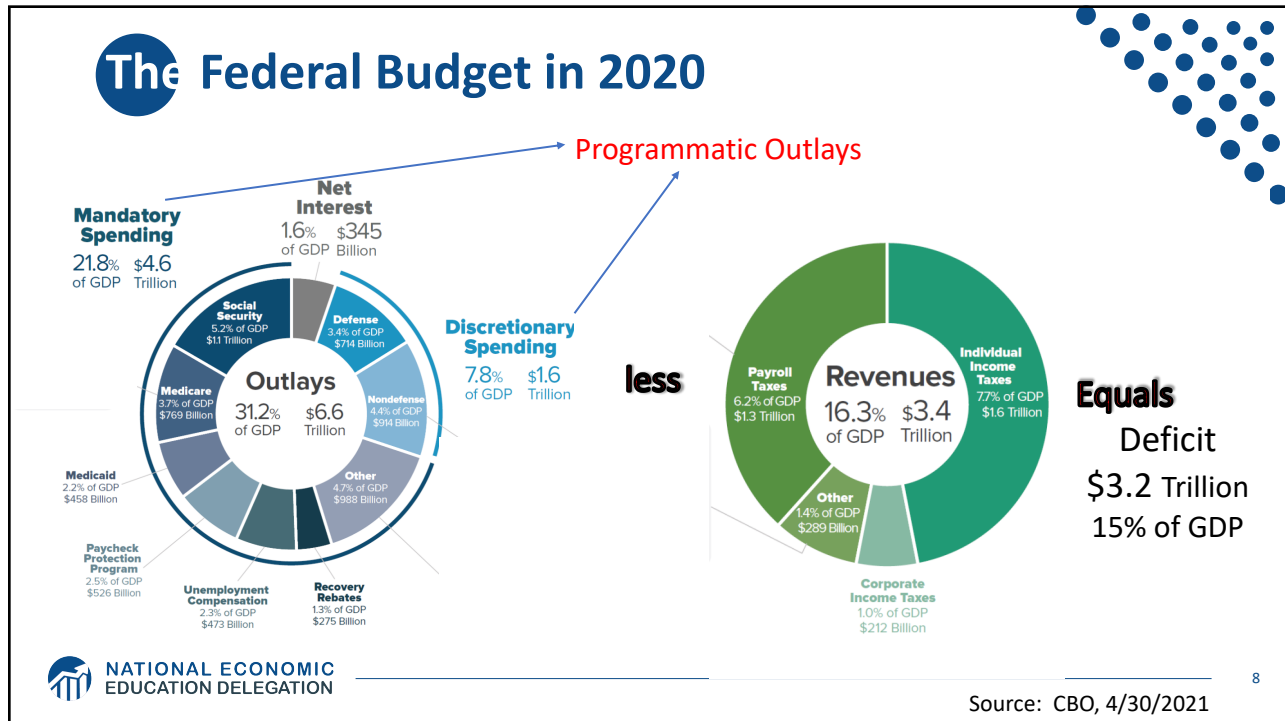 The Federal Budget in 2020
Programmatic Outlays
Mandatory
Spending
21.8% $4.6
of GDP Trillion
Net
Interest
1.6% $345
of GDP Billion
Social
Security
5.2% of GDP
$1.1 Trillion
Defense
3.4% of GDP
$714 Billion
Discretionary
Spending
7.8% $1.6
of GDP Trillion
Medicare
3.7% of GDP
$769 Billion
Outlays
31.2% $6.6
of GDP Trillion
Nondefense
4.4% of GDP
$914 Billion
Medicaid
2.2% of GDP
$458 Billion
Other
4.7% of GDP
$988 Billion
Paycheck
Protection
Program
2.5% of GDP
$526 Billion
Unemployment
Compensation
2.3% of GDP
$473 Billion
Recovery
Rebates
1.3% of GDP
$275 Billion
less
Payroll
Taxes
6.2% of GDP
$1.3 Trillion
Revenues
16.3% $3.4
of GDP Trillion
Individual
Income
Taxes
7.7% of GDP
$1.6 Trillion
Other
1.4% of GDP
$289 Billion
Corporate
Income Taxes
1.0% of GDP
$212 Billion
Equals
Deficit
$3.2 Trillion
15% of GDP
NATIONAL ECONOMIC
EDUCATION DELEGATION
8
Source: CBO, 4/30/2021